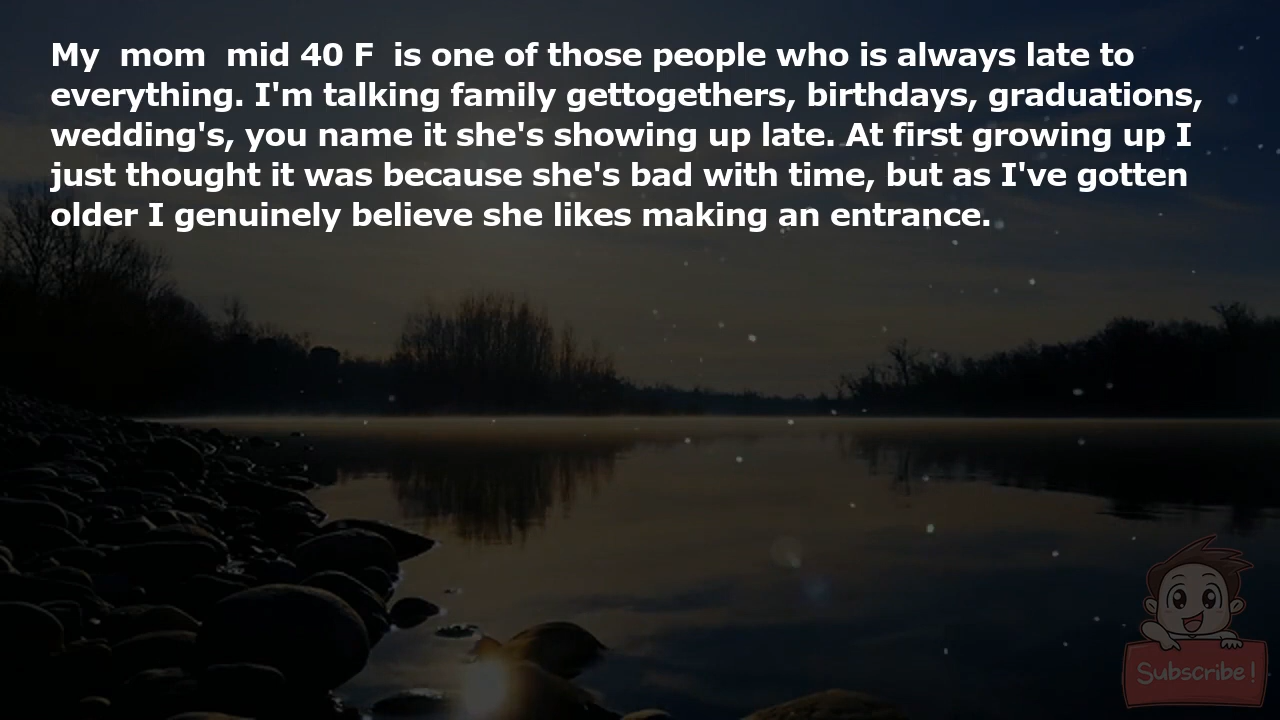 My mom mid 40 F is one of those people who is always late to
everything. I'm talking family gettogethers, birthdays, graduations,
wedding's, you name it she's showing up late. At first growing up I
just thought it was because she's bad with time, but as I've gotten
older I genuinely believe she likes making an entrance.
Subscribe!